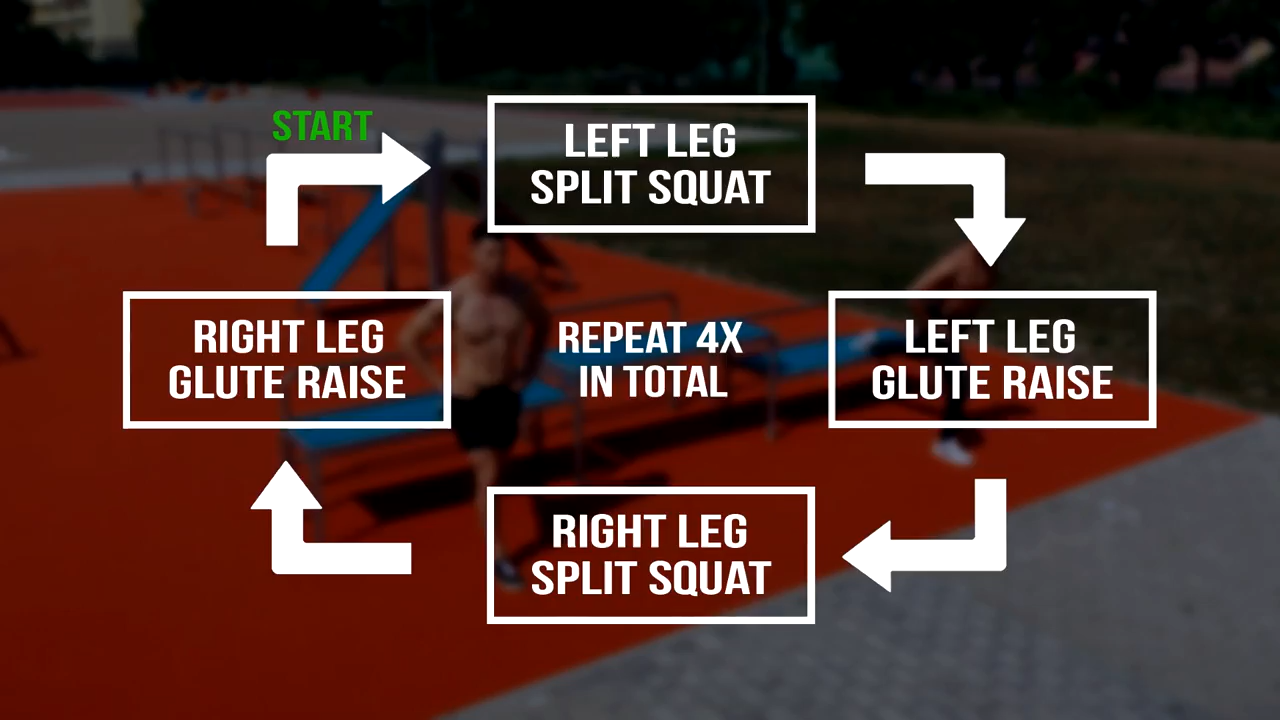 START
LEFT LEG
SPLIT SQUAT
RIGHT LEG
GLUTE RAISE
REPEAT 4X
IN TOTAL
LEFT LEG
GLUTE RAISE
RIGHT LEG
SPLIT SQUAT